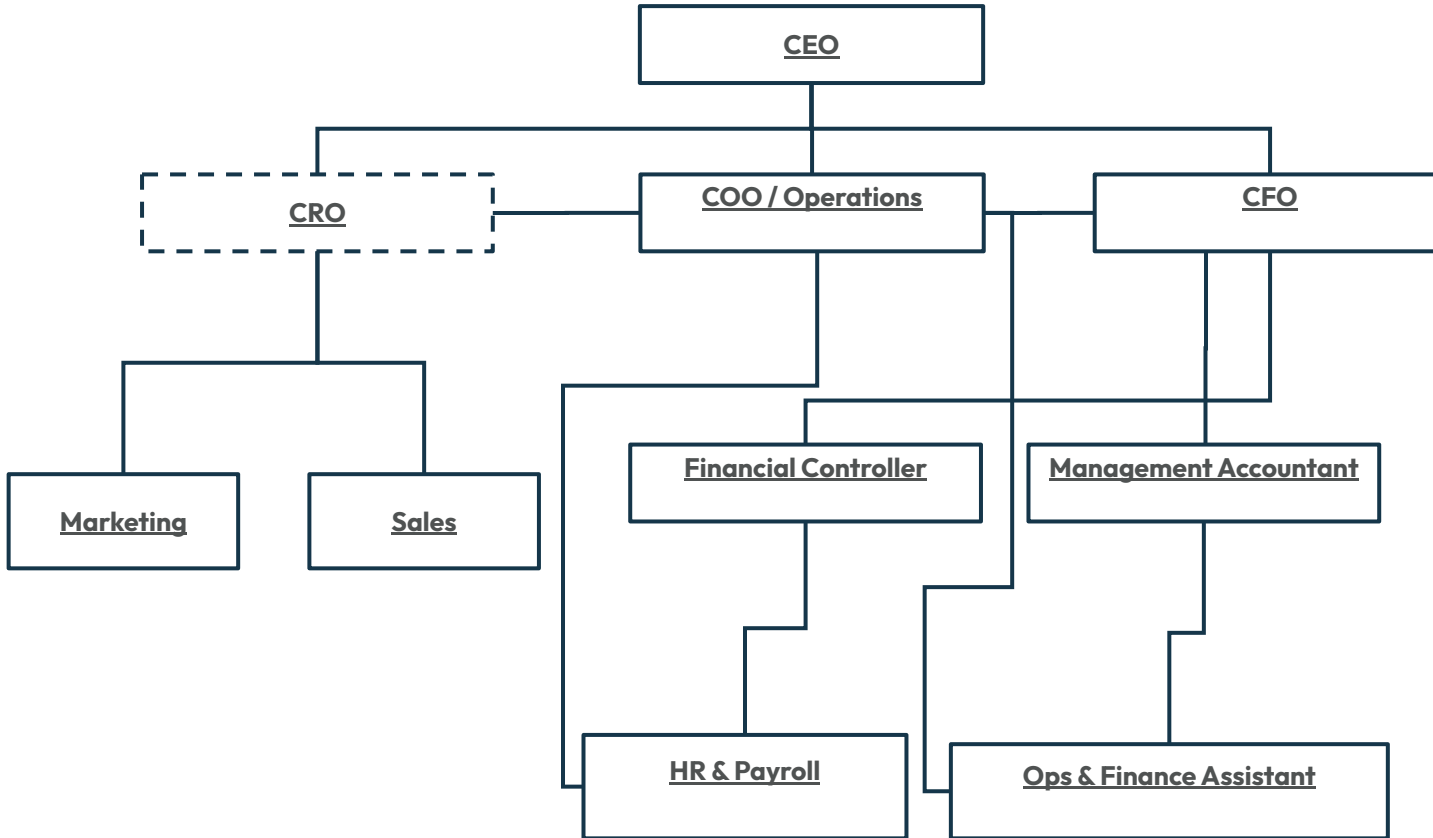 CEO
CRO
COO / Operations
CFO
Financial Controller
Management Accountant
Marketing
Sales
HR & Payroll
Ops & Finance Assistant